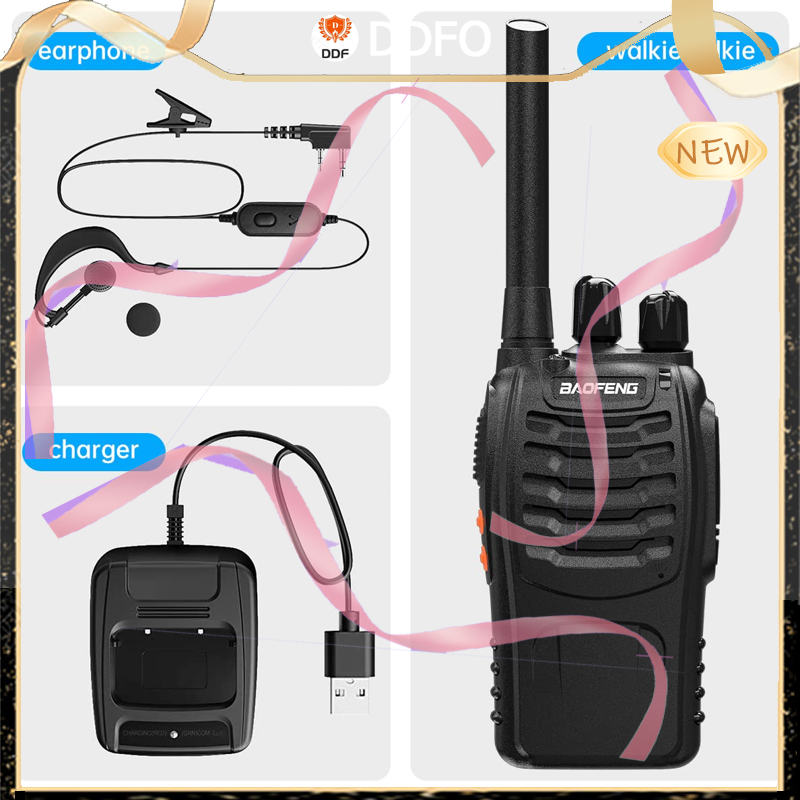 earphone
DDF
DDFO
walkie talkie
NEW
BAOFENG
charger